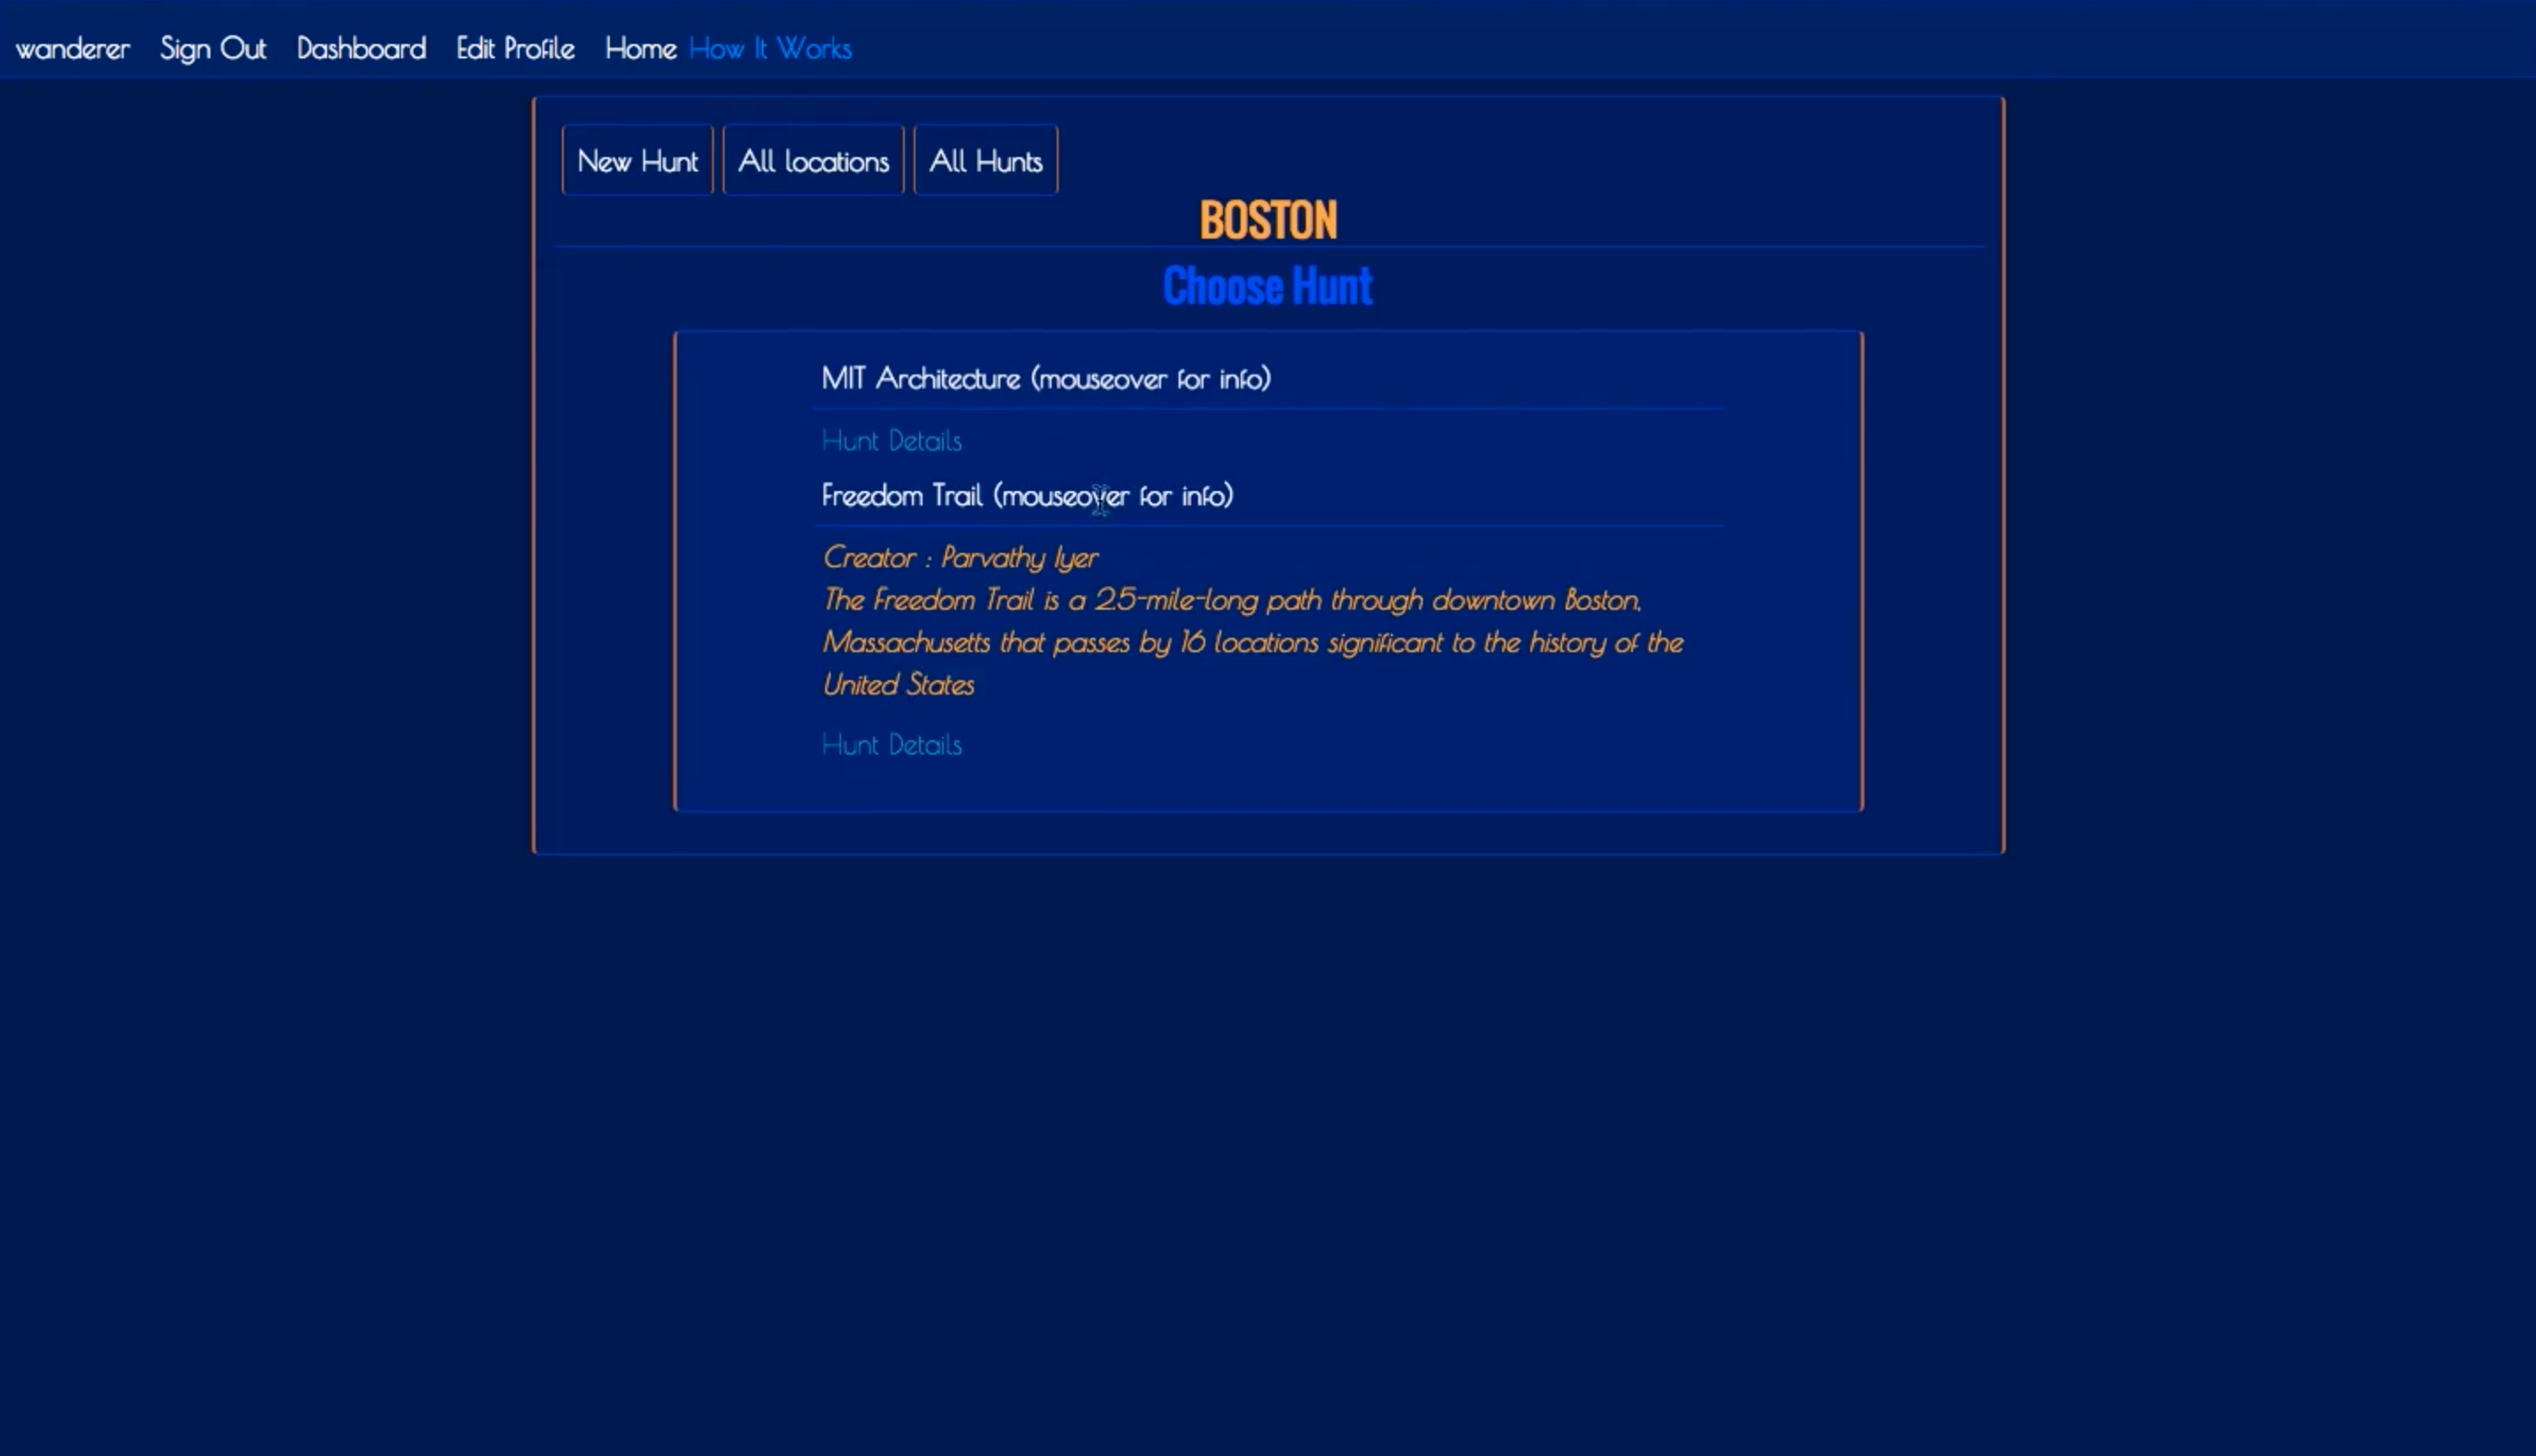 wanderer Sign Out Dashboard Edit Profile Home How It Works
New Hunt All locations All Hunts
BOSTON
Choose Hunt
MIT Architecture (mouseover for info)
Hunt Details
Freedom Trail (mouseover for info)
Creator : Parvathy Iyer
The Freedom Trail is a 2.5-mile-long path through downtown Boston,
Massachusetts that passes by 16 locations significant to the history of the
United States
Hunt Details